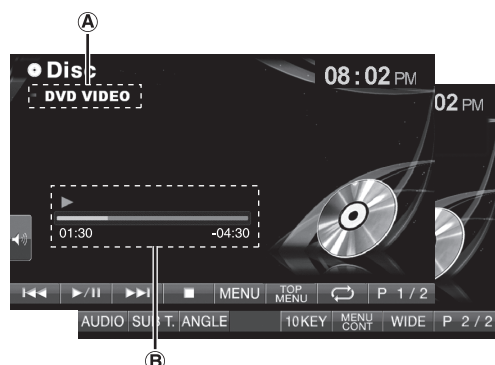 A
Disc
08:02 PM
DVD VIDEO
02 PM
01:30 -04:30
MENU TOP MENU P 1/2
AUDIO SUB T. ANGLE 10KEY MENU CONT WIDE P 2/2
B